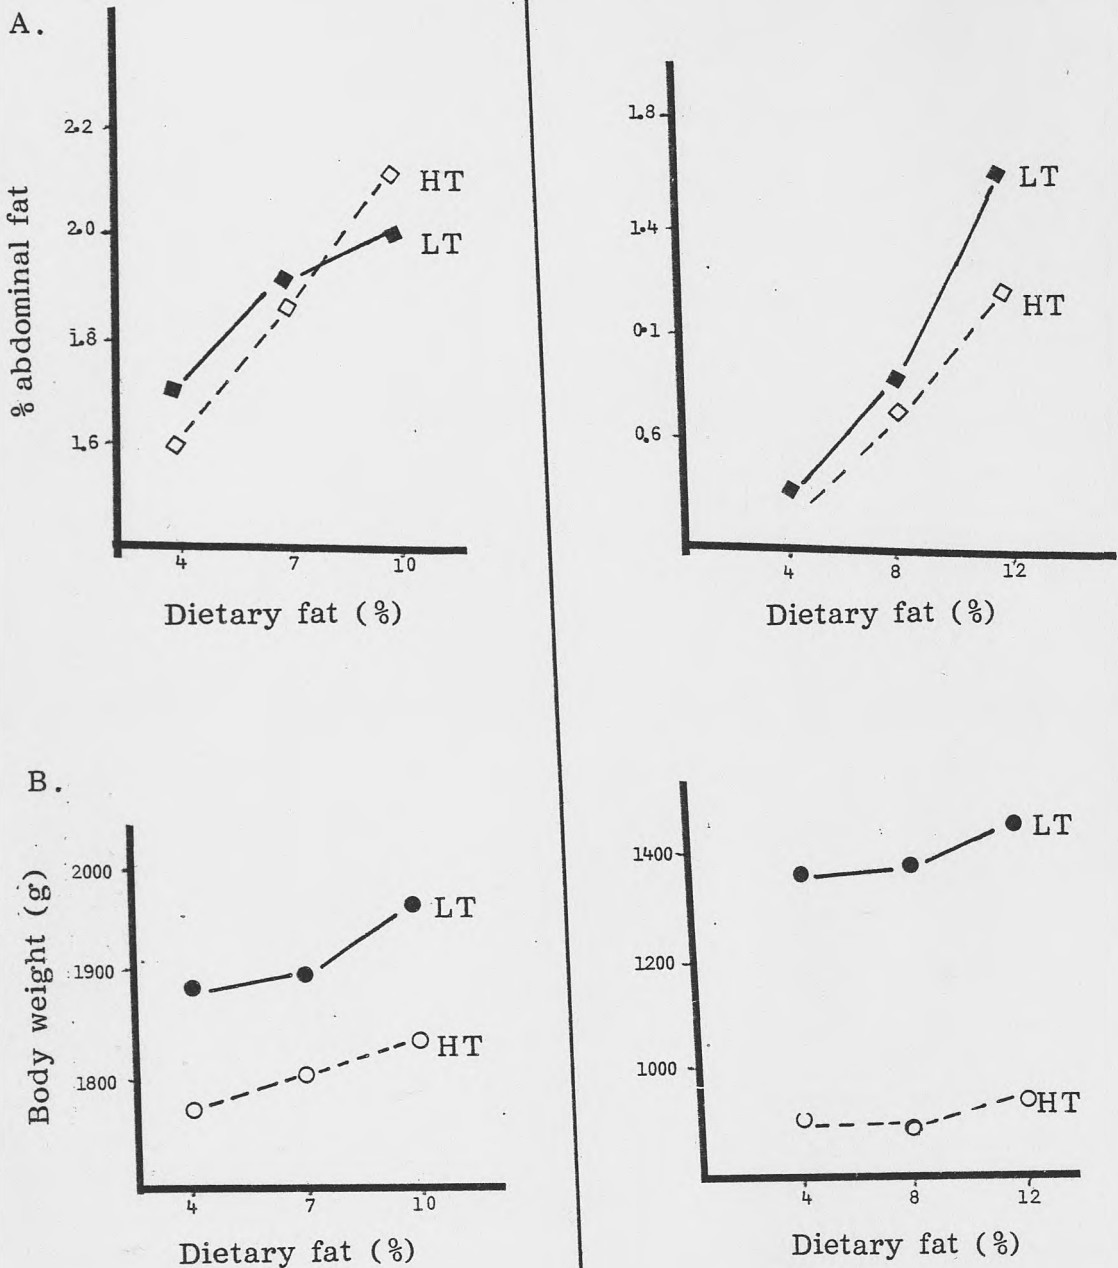 A.
% abdominal fat
2.2
2.0
1.8
1.6
HT
LT
4 7 10
Dietary fat (%)
1.8
1.4
0.1
0.6
LT
HT
4 8 12
Dietary fat (%)
B.
Body weight (g)
2000
1900
1800
LT
HT
4 7 10
Dietary fat (%)
1400
1200
1000
LT
HT
4 8 12
Dietary fat (%)